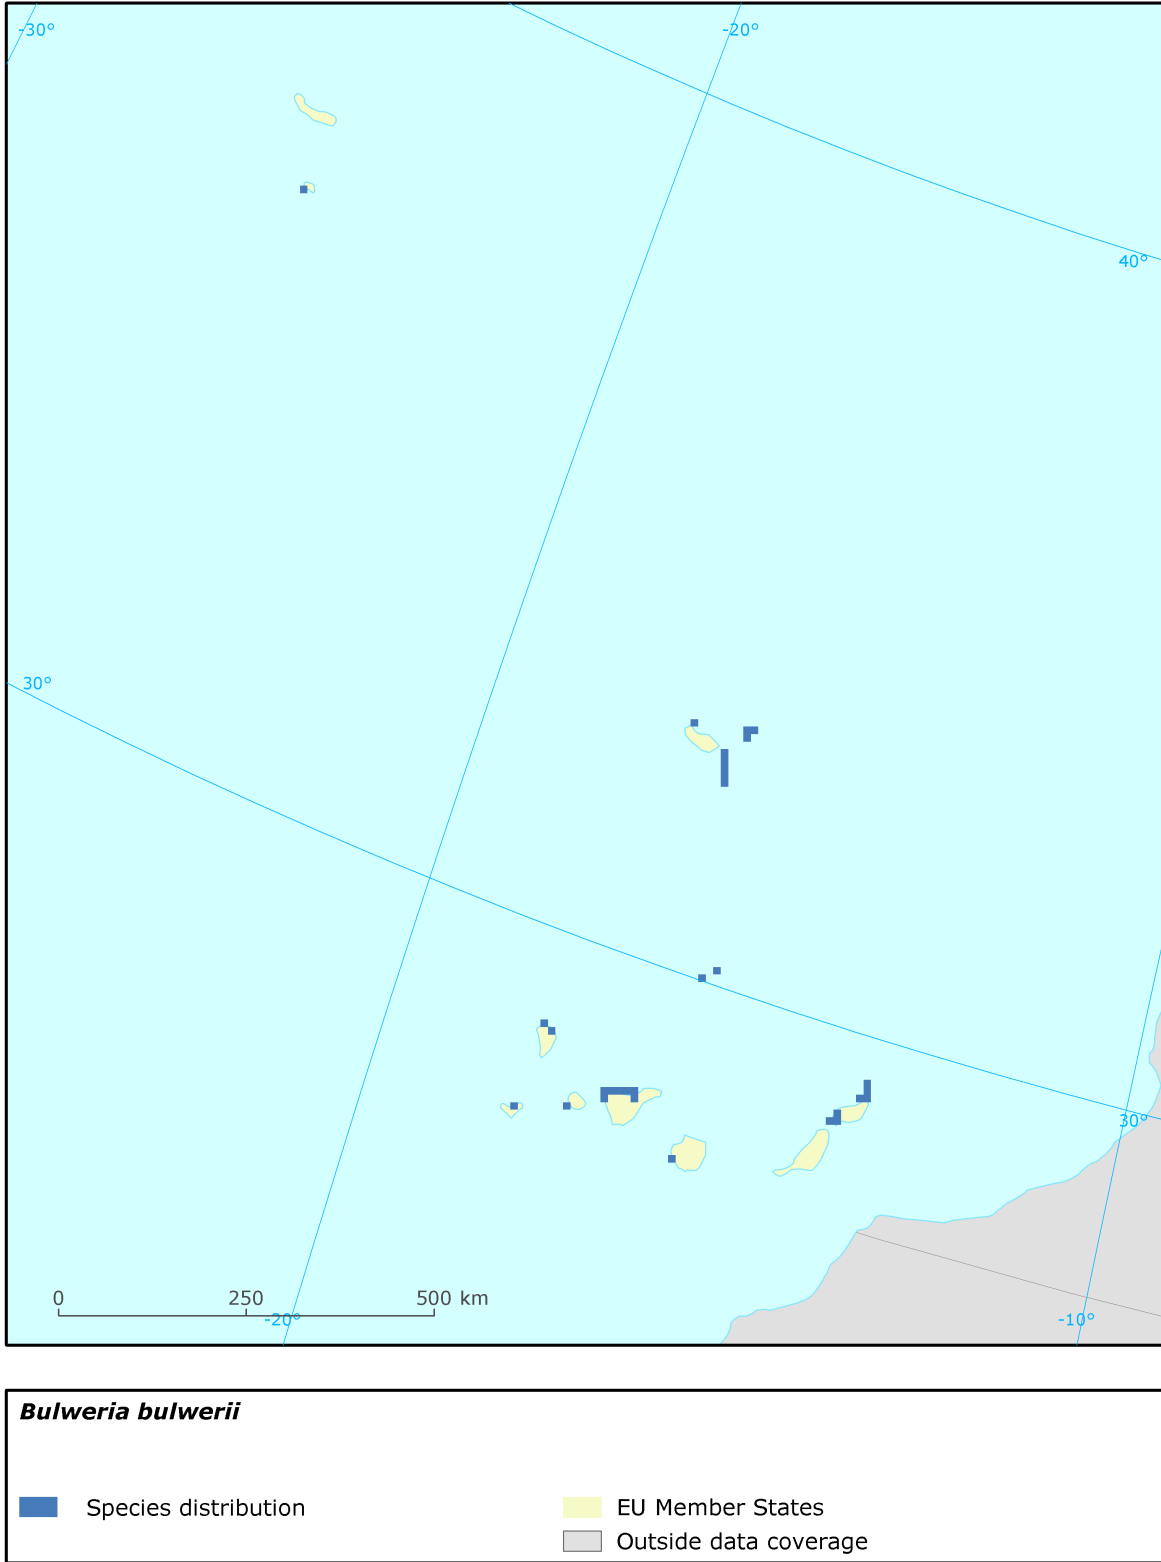 -30°
-20°
40°
30°
30°
0 250 500 km
-20°
-10°
Bulweria bulwerii
Species distribution
EU Member States
Outside data coverage